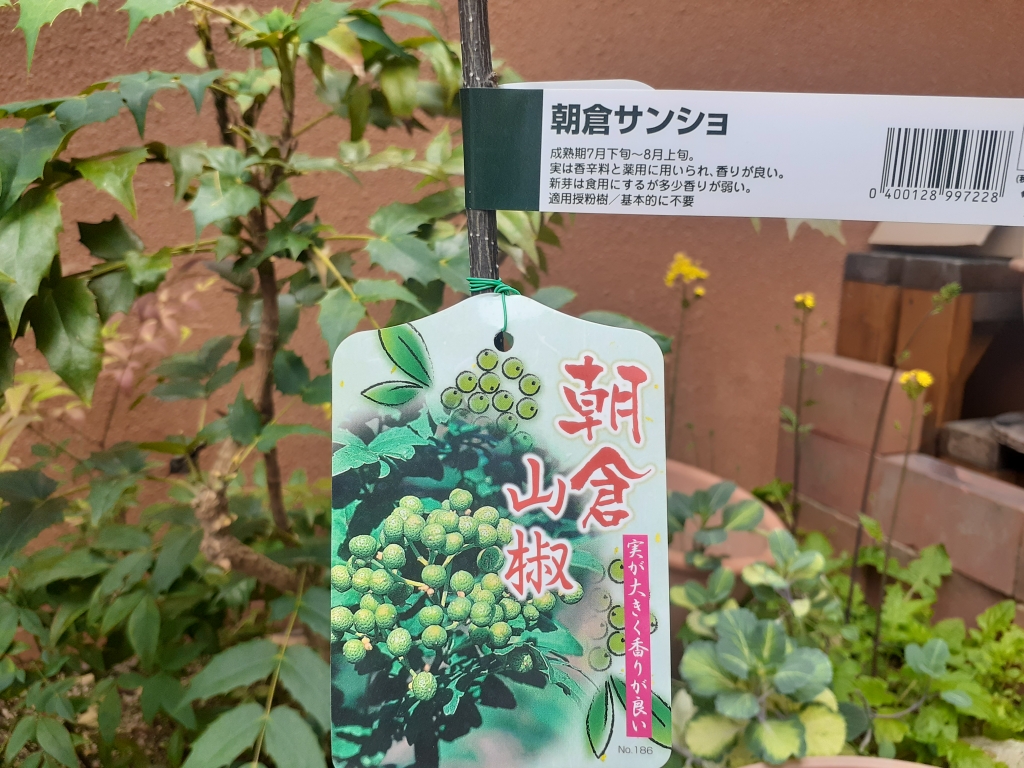 朝倉サンショ
成熟期7月下旬～8月上旬。
実は香辛料と薬用に用いられ、香りが良い。
新芽は食用にするが多少香りが弱い。
適用授粉樹／基本的に不要
0 400128 997228
朝倉
山椒
実が大きく香りが良い
No.186